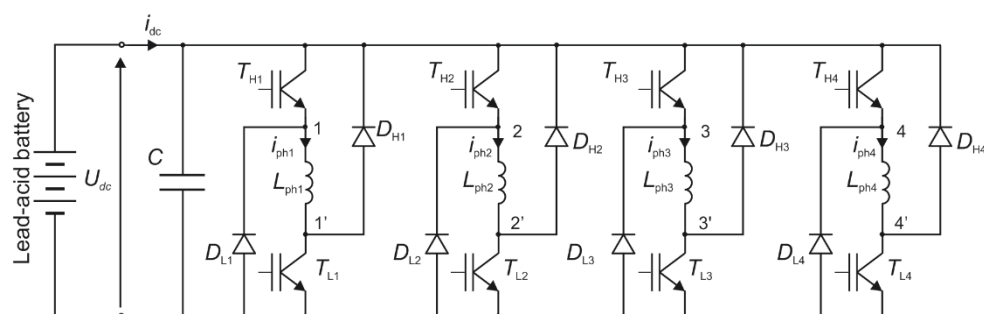 i_dc
T_H1
T_H2
T_H3
T_H4
1
2
3
4
D_H1
D_H2
D_H3
D_H4
i_ph1
i_ph2
i_ph3
i_ph4
Lead-acid battery
U_dc
C
L_ph1
L_ph2
L_ph3
L_ph4
1'
2'
3'
4'
D_L1
T_L1
D_L2
T_L2
D_L3
T_L3
D_L4
T_L4